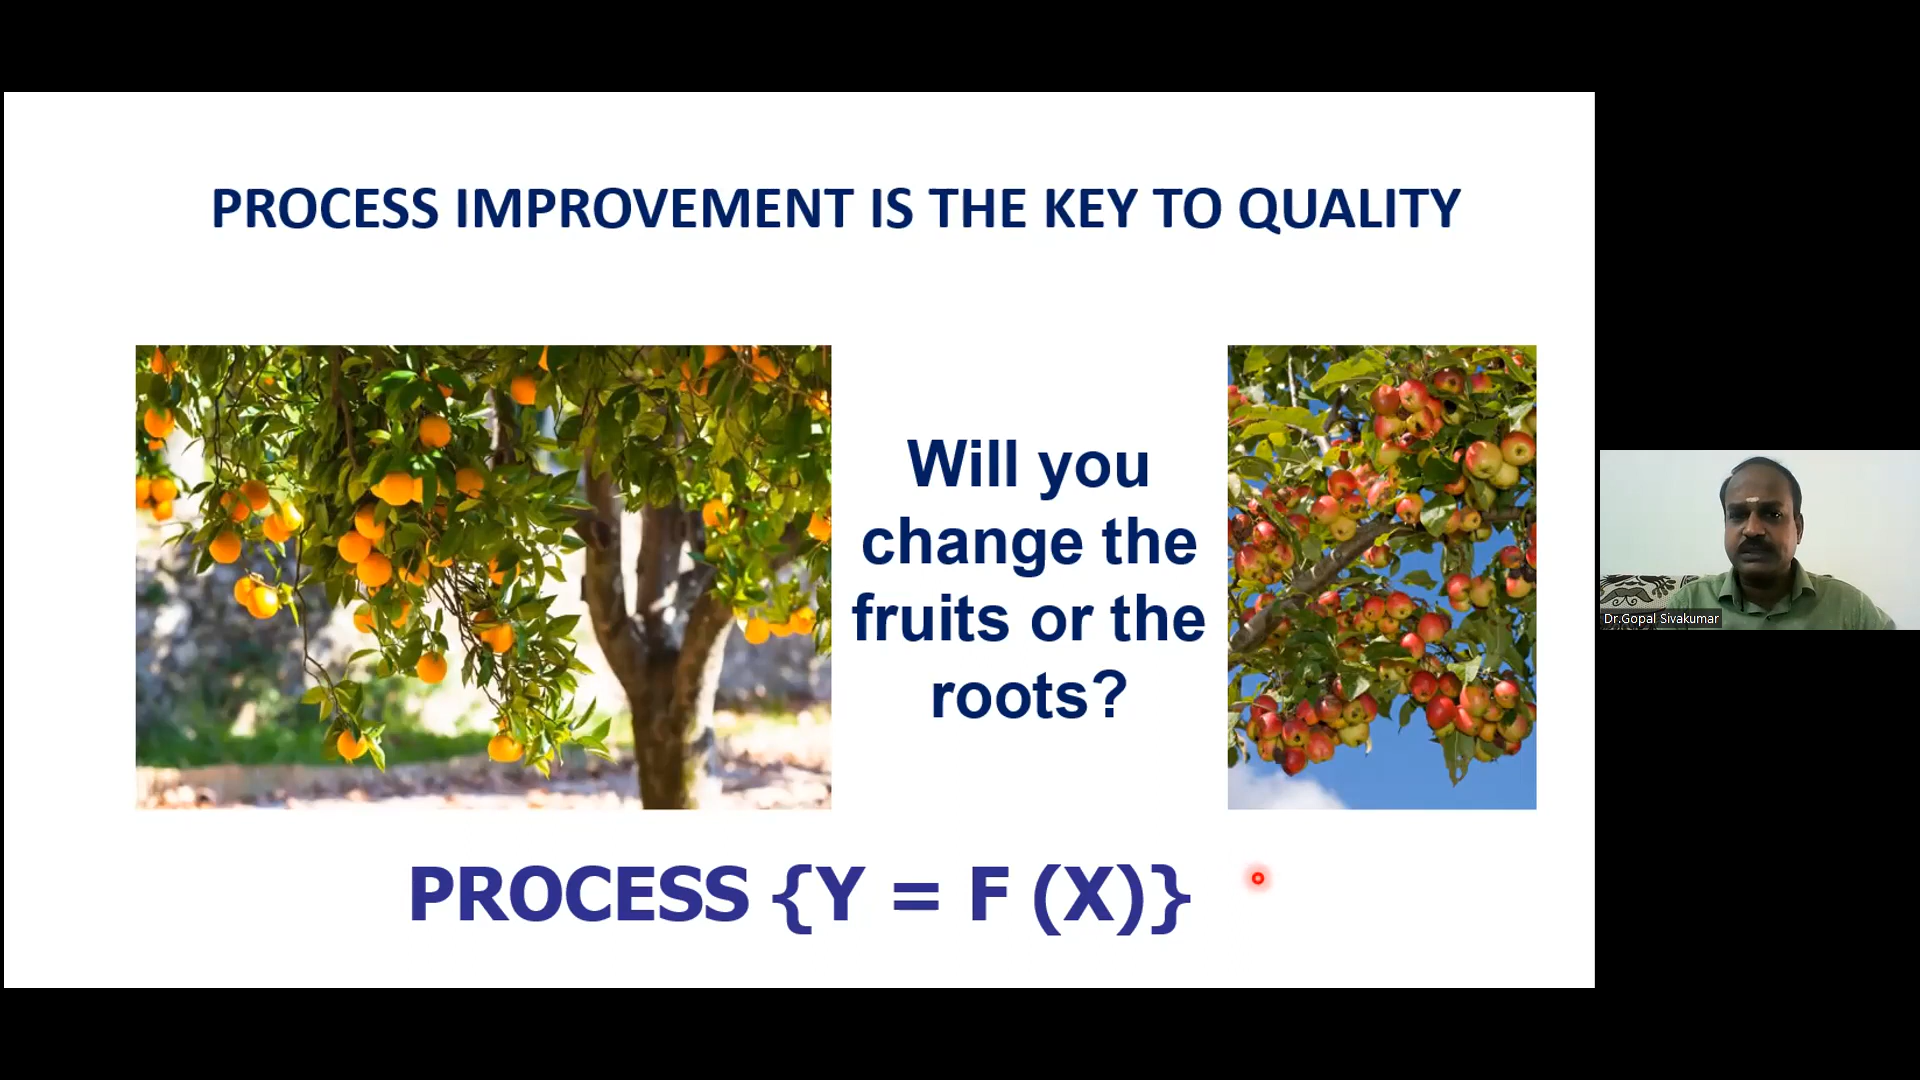 PROCESS IMPROVEMENT IS THE KEY TO QUALITY
Will you
change the
fruits or the
roots?
PROCESS {Y = F (X)}
Dr.Gopal Sivakumar